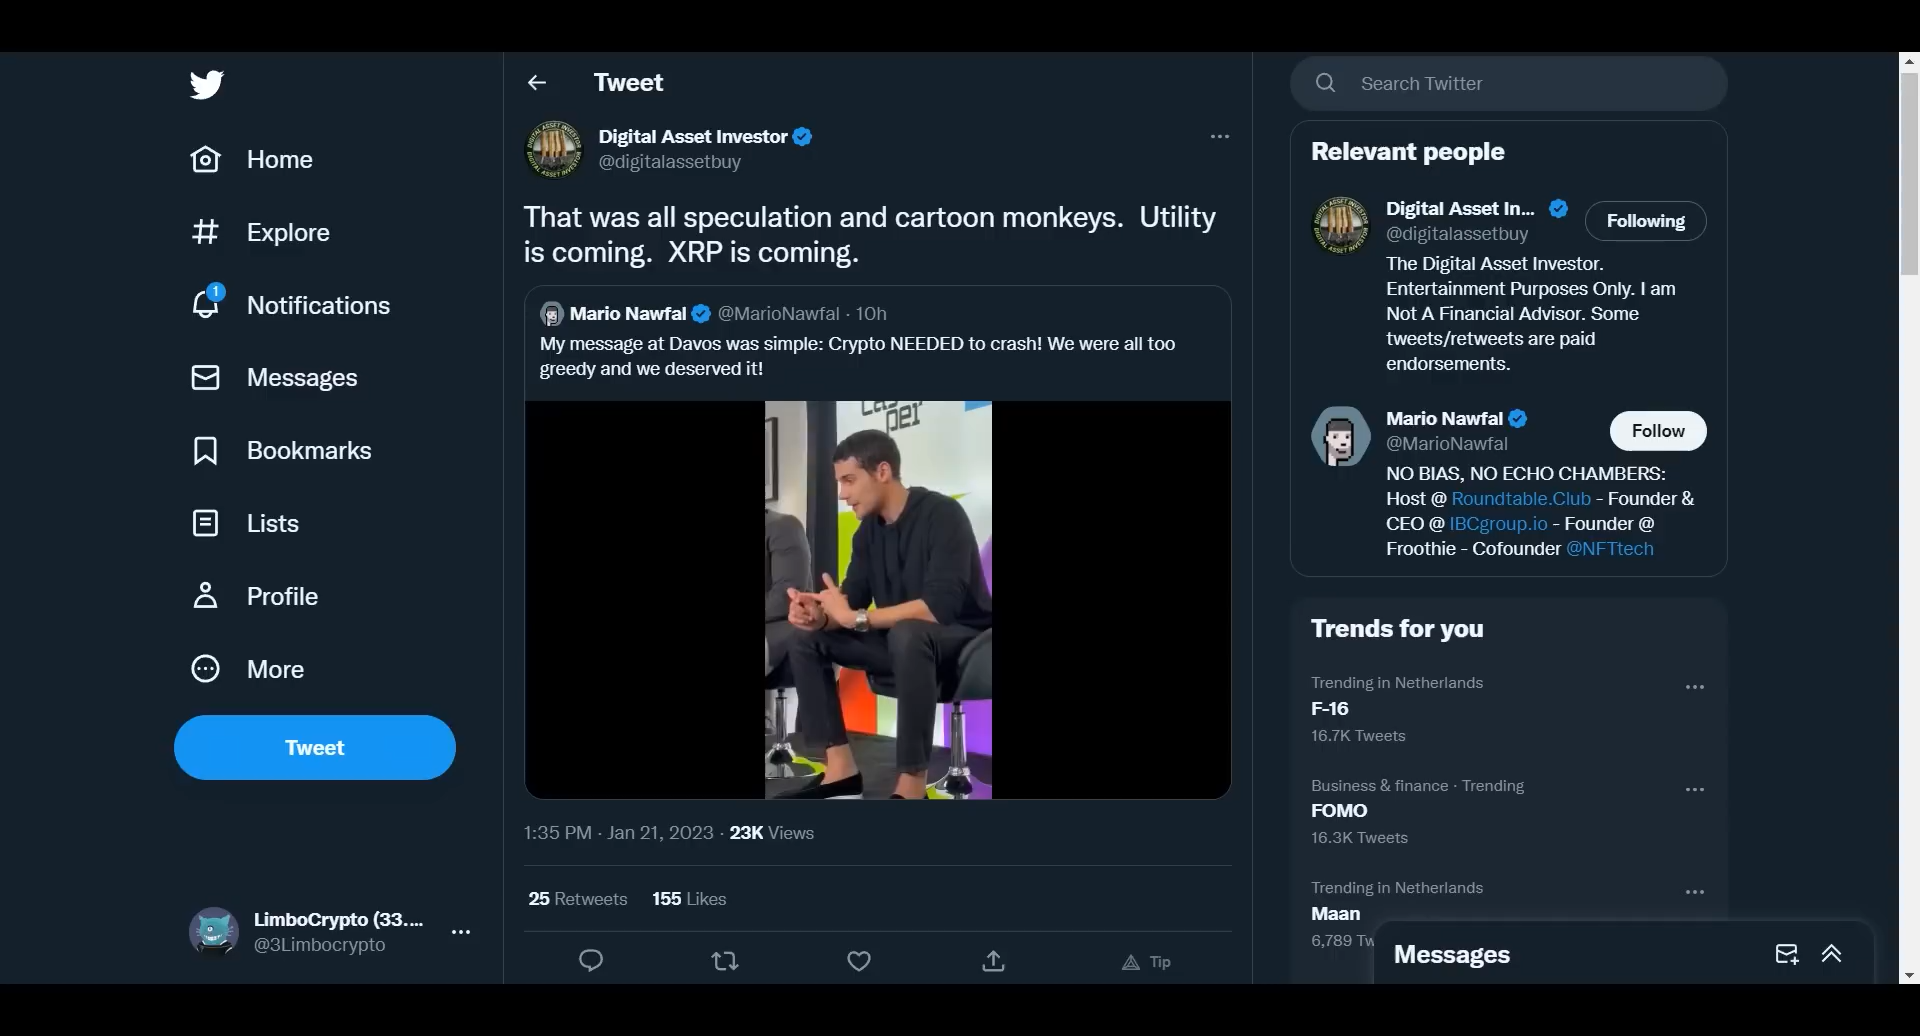 Home
Explore
1
Notifications
Messages
Bookmarks
Lists
Profile
More
Tweet
LimboCrypto (33....
@3Limbocrypto
Tweet
Digital Asset Investor
@digitalassetbuy
That was all speculation and cartoon monkeys.  Utility
is coming.  XRP is coming.
Mario Nawfal @MarioNawfal · 10h
My message at Davos was simple: Crypto NEEDED to crash! We were all too
greedy and we deserved it!
per
1:35 PM · Jan 21, 2023 · 23K Views
25 Retweets 155 Likes
Tip
Search Twitter
Relevant people
Digital Asset In...
@digitalassetbuy
Following
The Digital Asset Investor.
Entertainment Purposes Only. I am
Not A Financial Advisor. Some
tweets/retweets are paid
endorsements.
Mario Nawfal
@MarioNawfal
Follow
NO BIAS, NO ECHO CHAMBERS:
Host @ Roundtable.Club - Founder &
CEO @ IBCgroup.io - Founder @
Froothie - Cofounder @NFTtech
Trends for you
Trending in Netherlands
F-16
16.7K Tweets
Business & finance · Trending
FOMO
16.3K Tweets
Trending in Netherlands
Maan
6,789 Tw
Messages